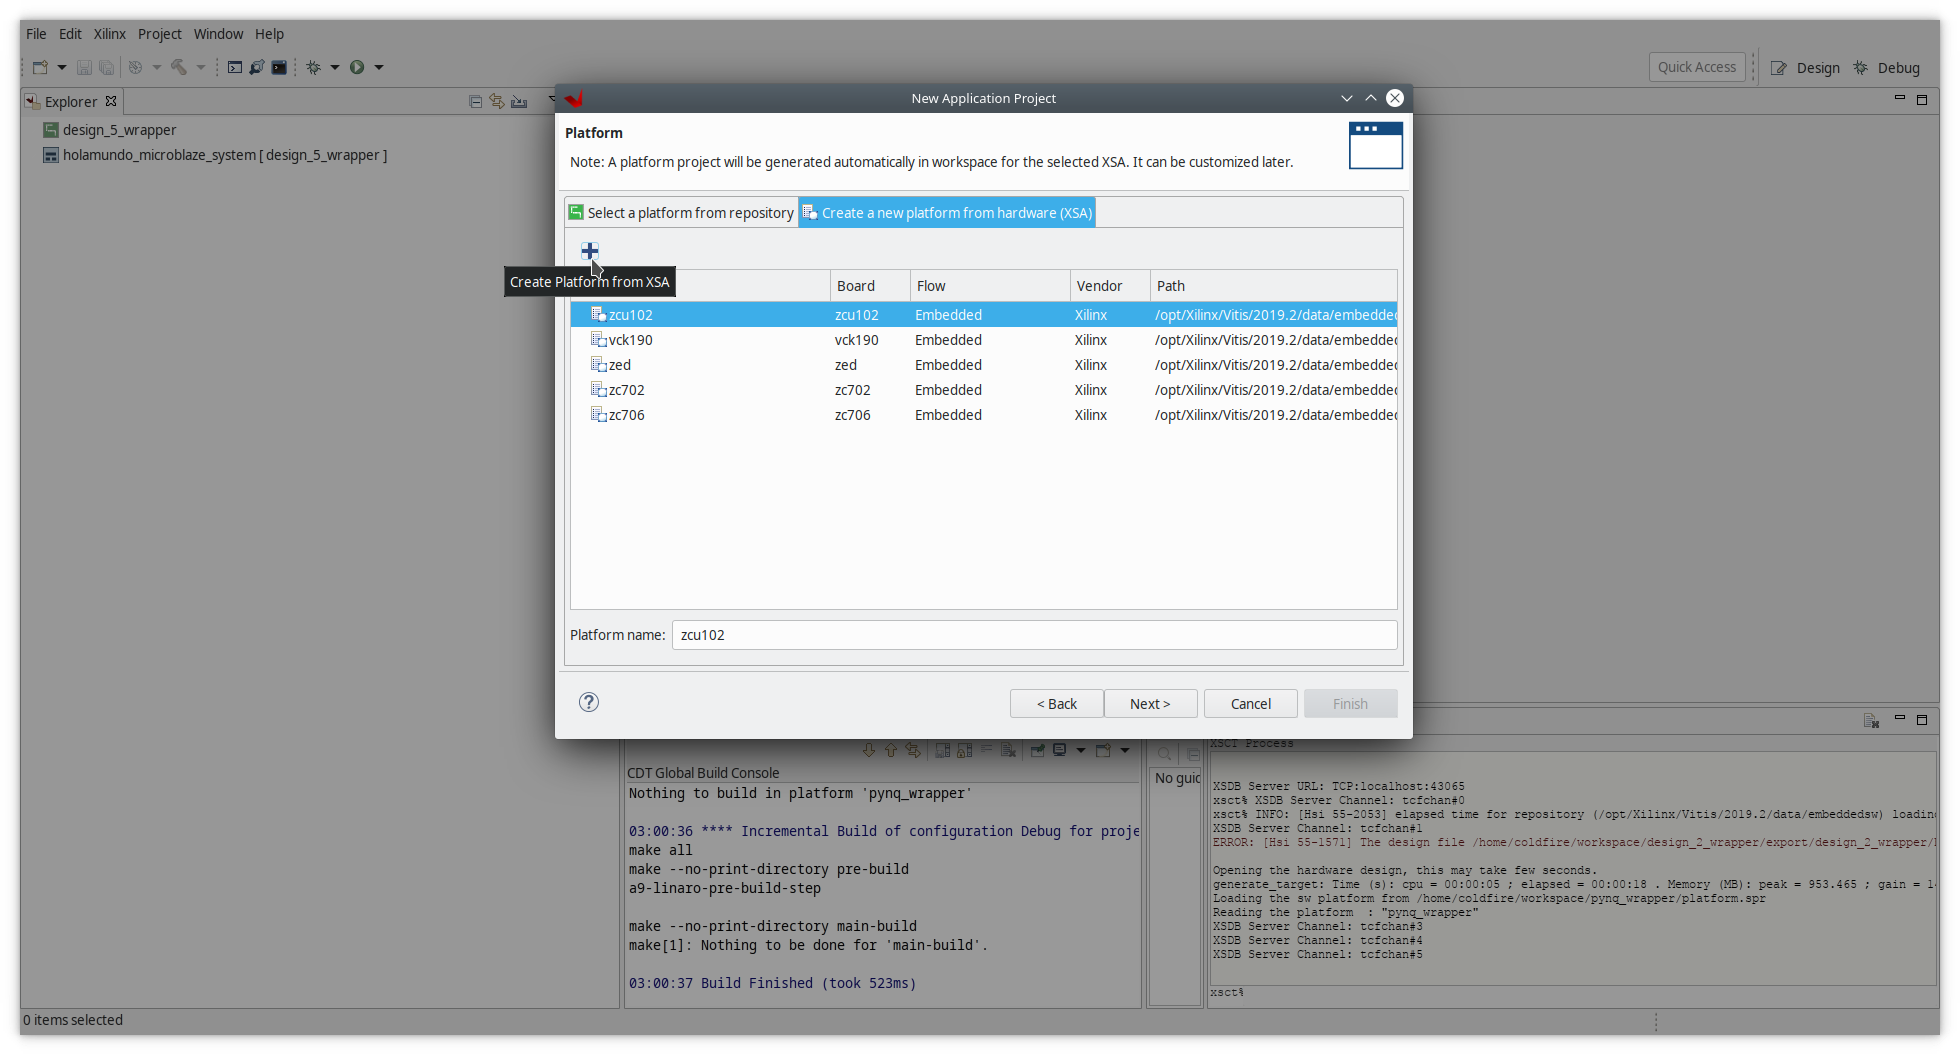 File Edit Xilinx Project Window Help
Quick Access Design Debug
Explorer
design_5_wrapper
holamundo_microblaze_system [ design_5_wrapper ]
New Application Project
Platform
Note: A platform project will be generated automatically in workspace for the selected XSA. It can be customized later.
Select a platform from repository Create a new platform from hardware (XSA)
Create Platform from XSA
Board Flow Vendor Path
zcu102 zcu102 Embedded Xilinx /opt/Xilinx/Vitis/2019.2/data/embedded
vck190 vck190 Embedded Xilinx /opt/Xilinx/Vitis/2019.2/data/embedded
zed zed Embedded Xilinx /opt/Xilinx/Vitis/2019.2/data/embedded
zc702 zc702 Embedded Xilinx /opt/Xilinx/Vitis/2019.2/data/embedded
zc706 zc706 Embedded Xilinx /opt/Xilinx/Vitis/2019.2/data/embedded
Platform name: zcu102
?
< Back Next > Cancel Finish
CDT Global Build Console
Nothing to build in platform 'pynq_wrapper'
03:00:36 **** Incremental Build of configuration Debug for proje
make all
make --no-print-directory pre-build
a9-linaro-pre-build-step
make --no-print-directory main-build
make[1]: Nothing to be done for 'main-build'.
03:00:37 Build Finished (took 523ms)
No guid
XSCT Process
XSDB Server URL: TCP:localhost:43065
xsct% XSDB Server Channel: tcfchan#0
xsct% INFO: [Hsi 55-2053] elapsed time for repository (/opt/Xilinx/Vitis/2019.2/data/embeddedsw) loadin
XSDB Server Channel: tcfchan#1
ERROR: [Hsi 55-1571] The design file /home/coldfire/workspace/design_2_wrapper/export/design_2_wrapper/
Opening the hardware design, this may take few seconds.
generate_target: Time (s): cpu = 00:00:05 ; elapsed = 00:00:18 . Memory (MB): peak = 953.465 ; gain = 1
Loading the sw platform from /home/coldfire/workspace/pynq_wrapper/platform.spr
Reading the platform : "pynq_wrapper"
XSDB Server Channel: tcfchan#3
XSDB Server Channel: tcfchan#4
XSDB Server Channel: tcfchan#5
xsct%
0 items selected